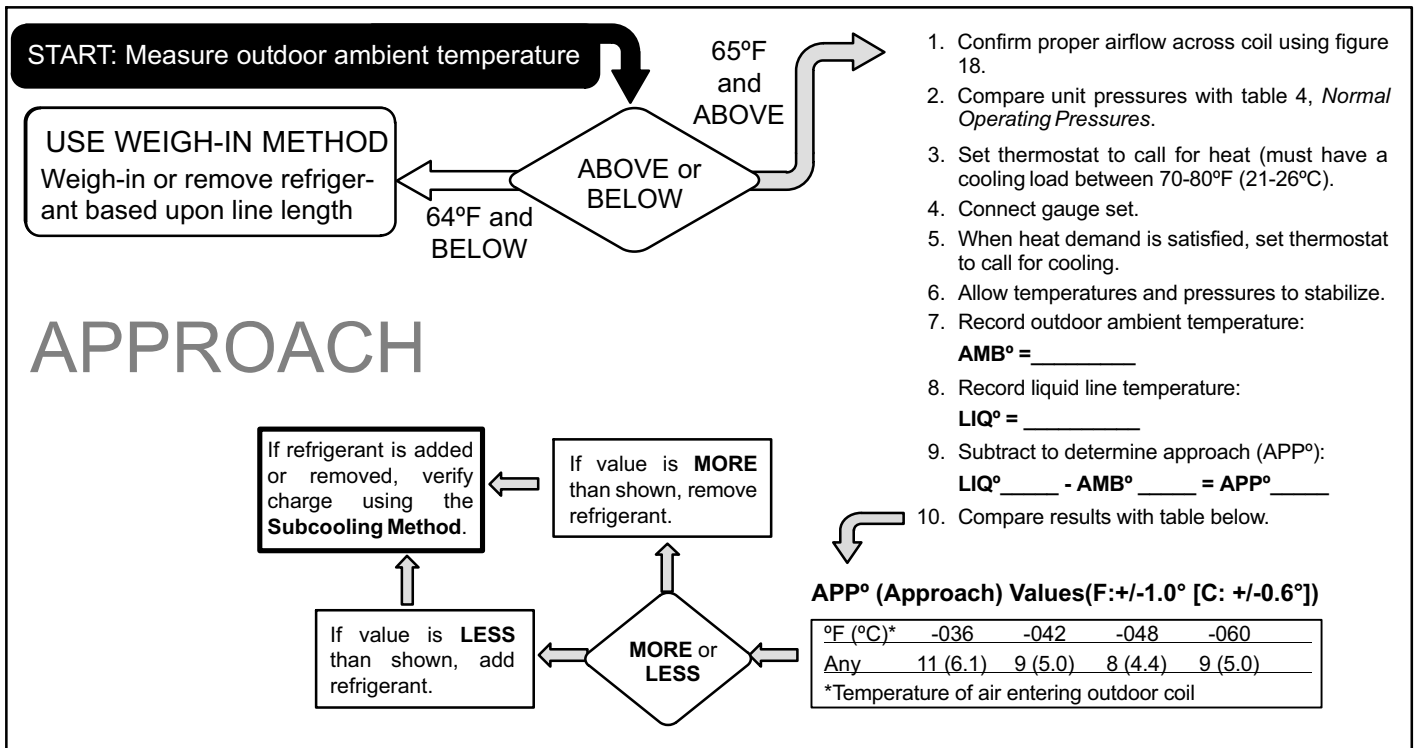 START: Measure outdoor ambient temperature
65ºF
and
ABOVE
ABOVE or
BELOW
64ºF and
BELOW
USE WEIGH-IN METHOD
Weigh-in or remove refriger-
ant based upon line length
1. Confirm proper airflow across coil using figure
18.
2. Compare unit pressures with table 4, Normal
Operating Pressures.
3. Set thermostat to call for heat (must have a
cooling load between 70-80ºF (21-26ºC).
4. Connect gauge set.
5. When heat demand is satisfied, set thermostat
to call for cooling.
6. Allow temperatures and pressures to stabilize.
7. Record outdoor ambient temperature:
AMBº =_________
8. Record liquid line temperature:
LIQº = __________
9. Subtract to determine approach (APPº):
LIQº_____ - AMBº _____ = APPº_____
10. Compare results with table below.
APPROACH
APPº (Approach) Values(F:+/-1.0° [C: +/-0.6°])
ºF (ºC)* -036 -042 -048 -060
Any 11 (6.1) 9 (5.0) 8 (4.4) 9 (5.0)
*Temperature of air entering outdoor coil
MORE or
LESS
If value is MORE
than shown, remove
refrigerant.
If value is LESS
than shown, add
refrigerant.
If refrigerant is added
or removed, verify
charge using the
Subcooling Method.